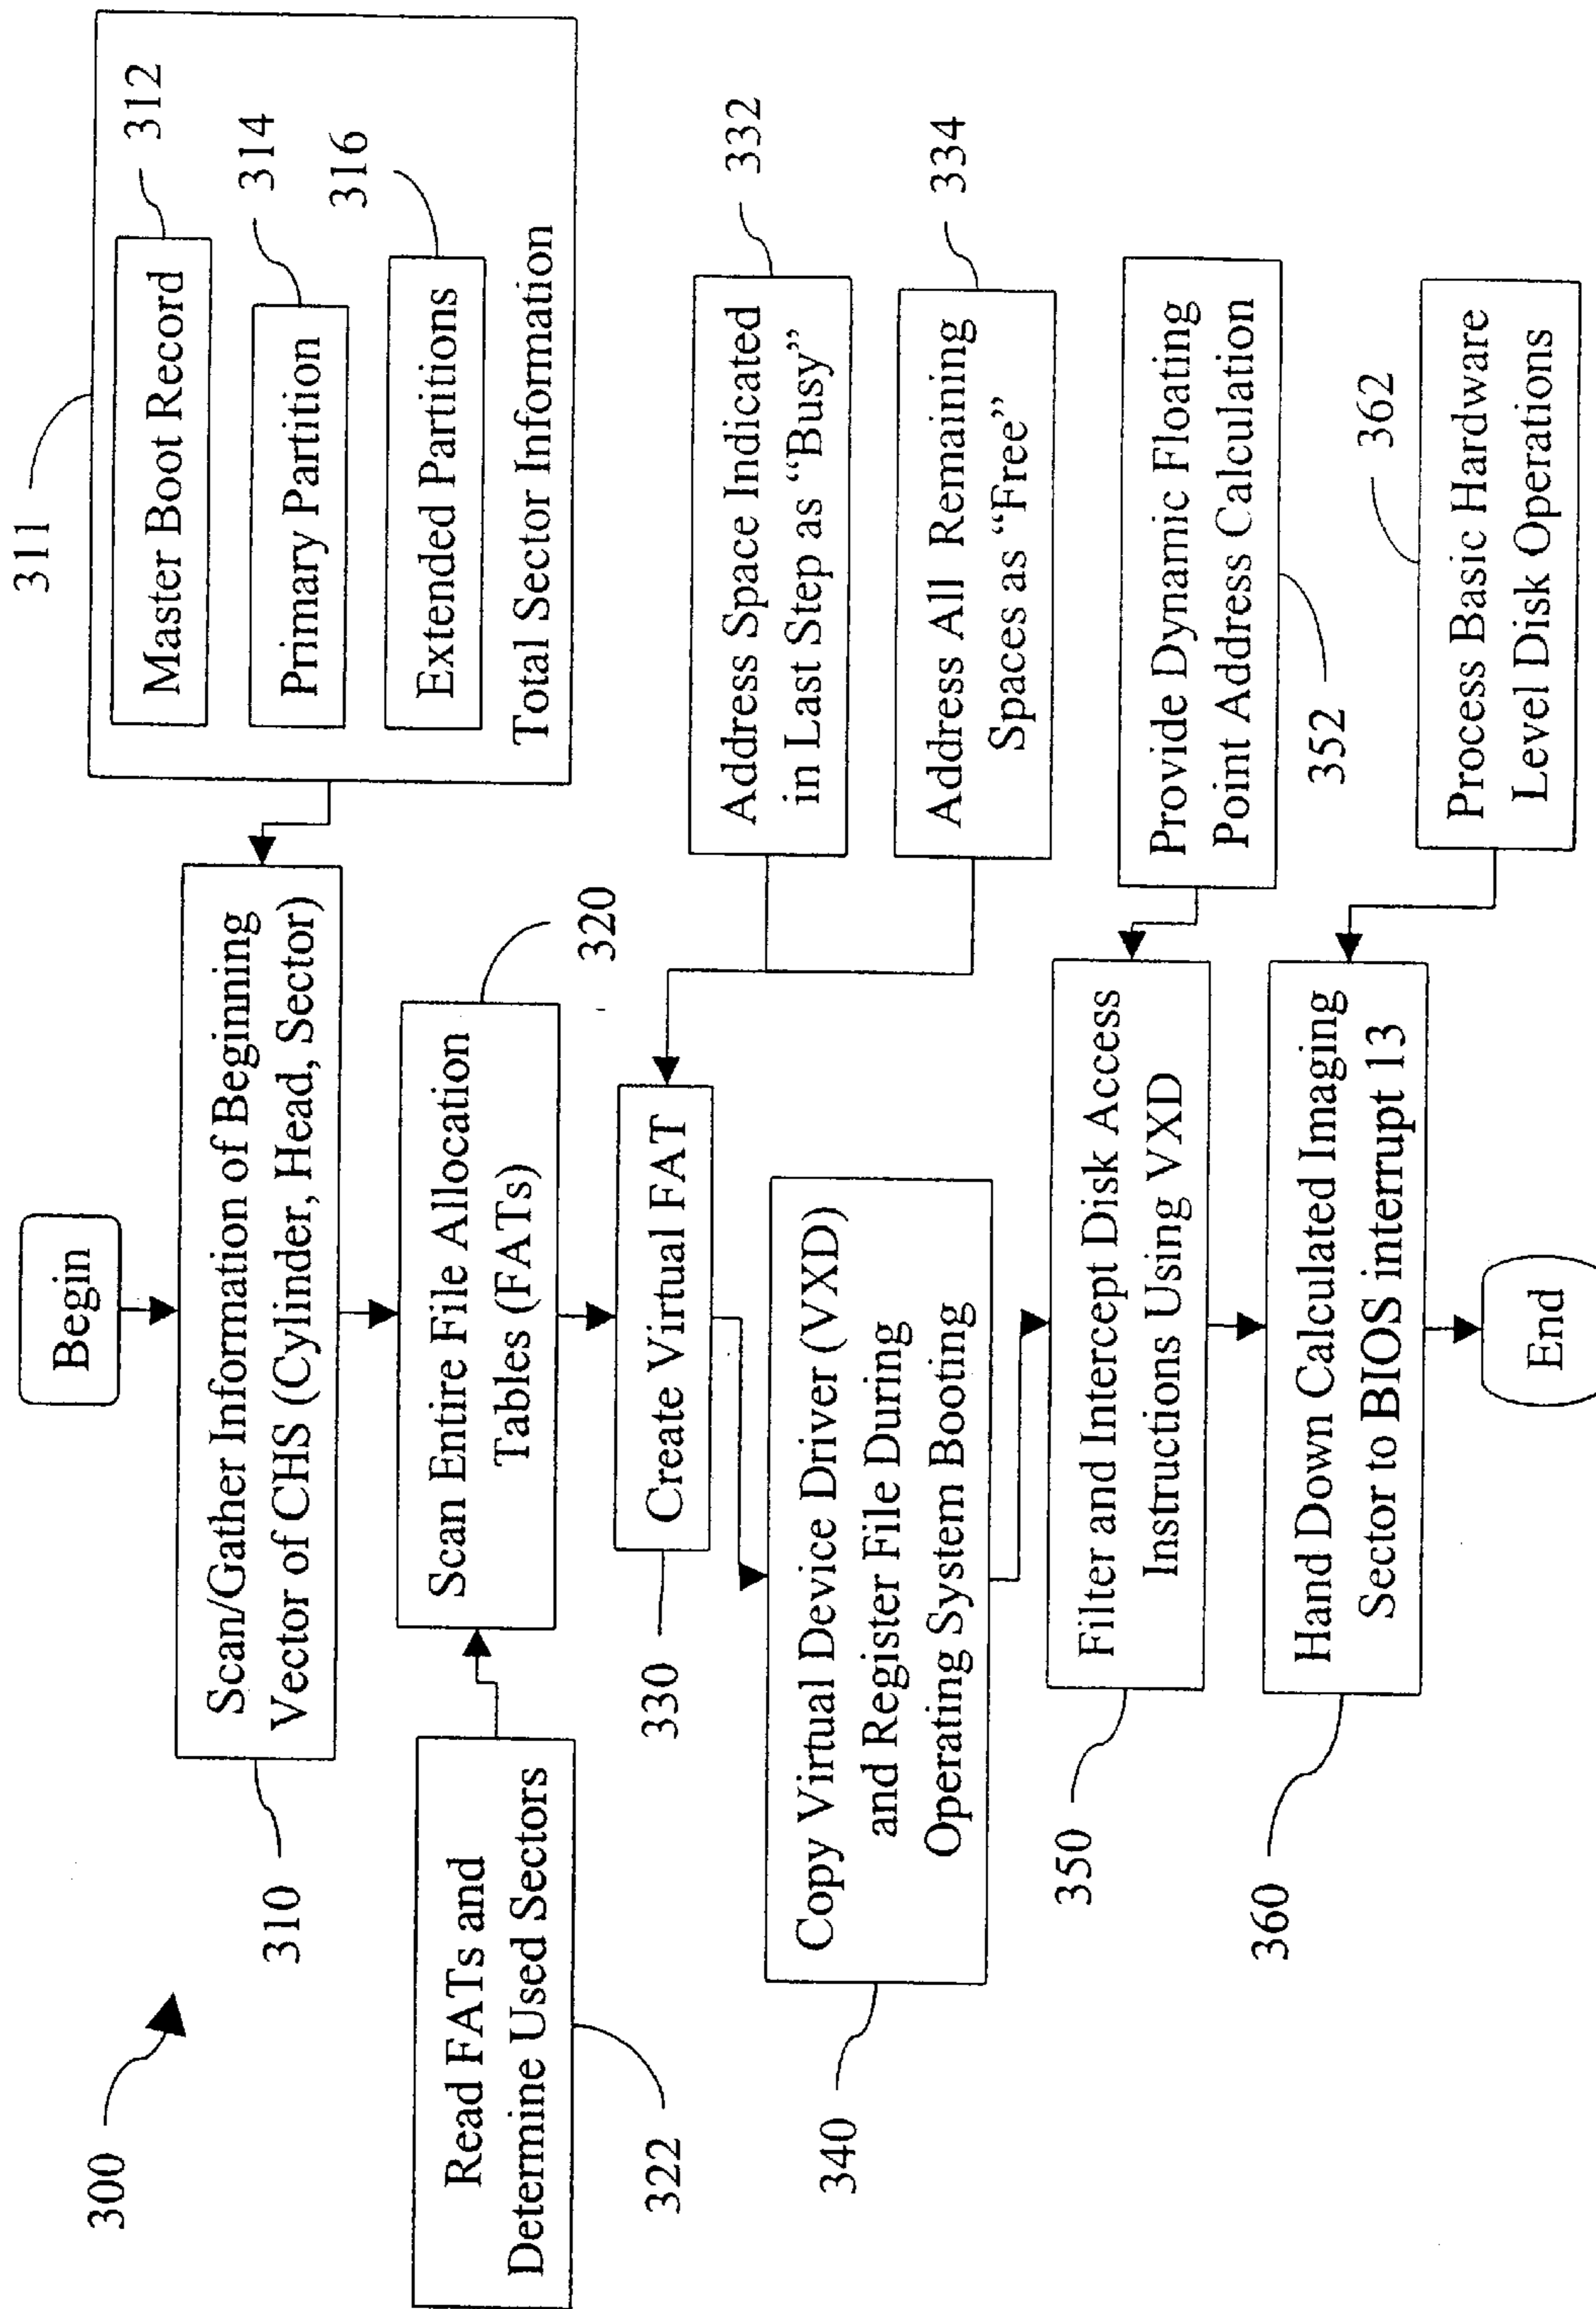 300
Begin
311
Master Boot Record
312
Primary Partition
314
Extended Partitions
316
Total Sector Information
Scan/Gather Information of Beginning
Vector of CHS (Cylinder, Head, Sector)
310
Read FATs and
Determine Used Sectors
322
Scan Entire File Allocation
Tables (FATs)
320
Create Virtual FAT
330
Address Space Indicated
in Last Step as “Busy”
332
Address All Remaining
Spaces as “Free”
334
Copy Virtual Device Driver (VXD)
and Register File During
Operating System Booting
340
Filter and Intercept Disk Access
Instructions Using VXD
350
Provide Dynamic Floating
Point Address Calculation
352
Hand Down Calculated Imaging
Sector to BIOS interrupt 13
360
Process Basic Hardware
Level Disk Operations
362
End